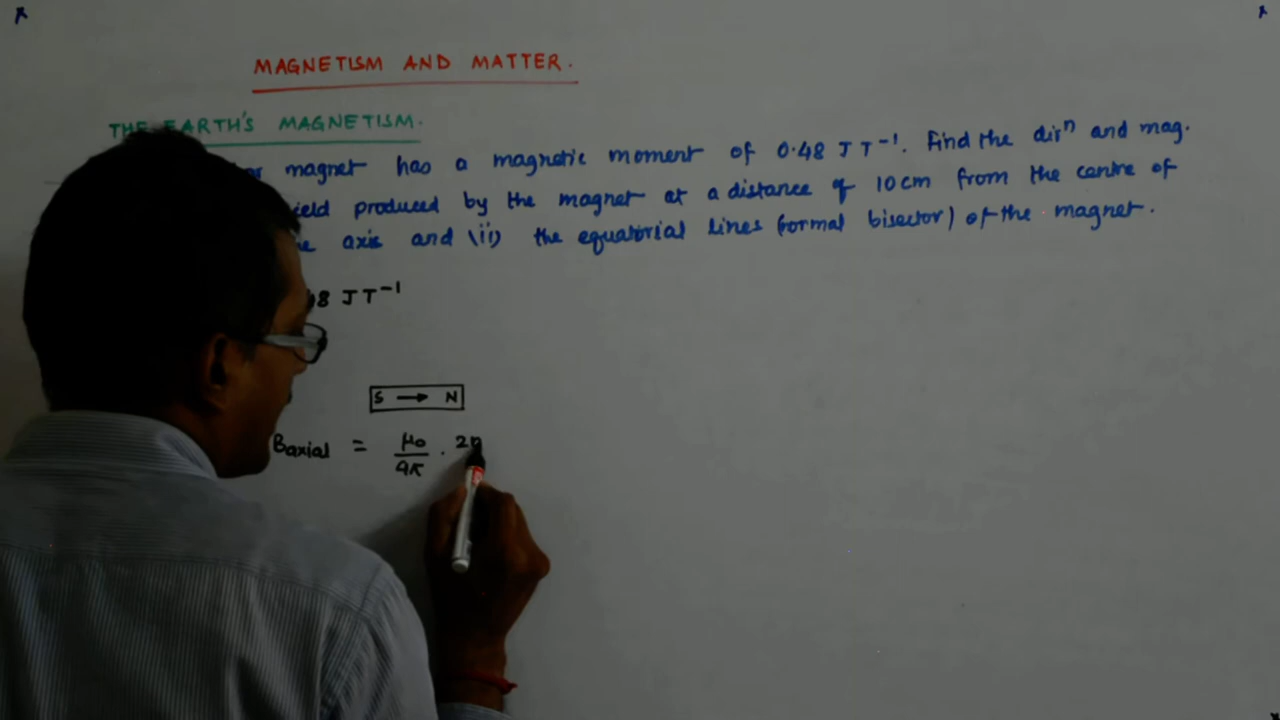 MAGNETISM AND MATTER.
THE EARTH'S MAGNETISM.
magnet has a magnetic moment of 0.48 J T⁻¹. Find the dirⁿ and mag.
produced by the magnet at a distance of 10 cm from the centre of
axis and (ii) the equatorial lines (normal bisector) of the magnet.
8 J T⁻¹
S → N
Baxial = μ₀/4π . 2